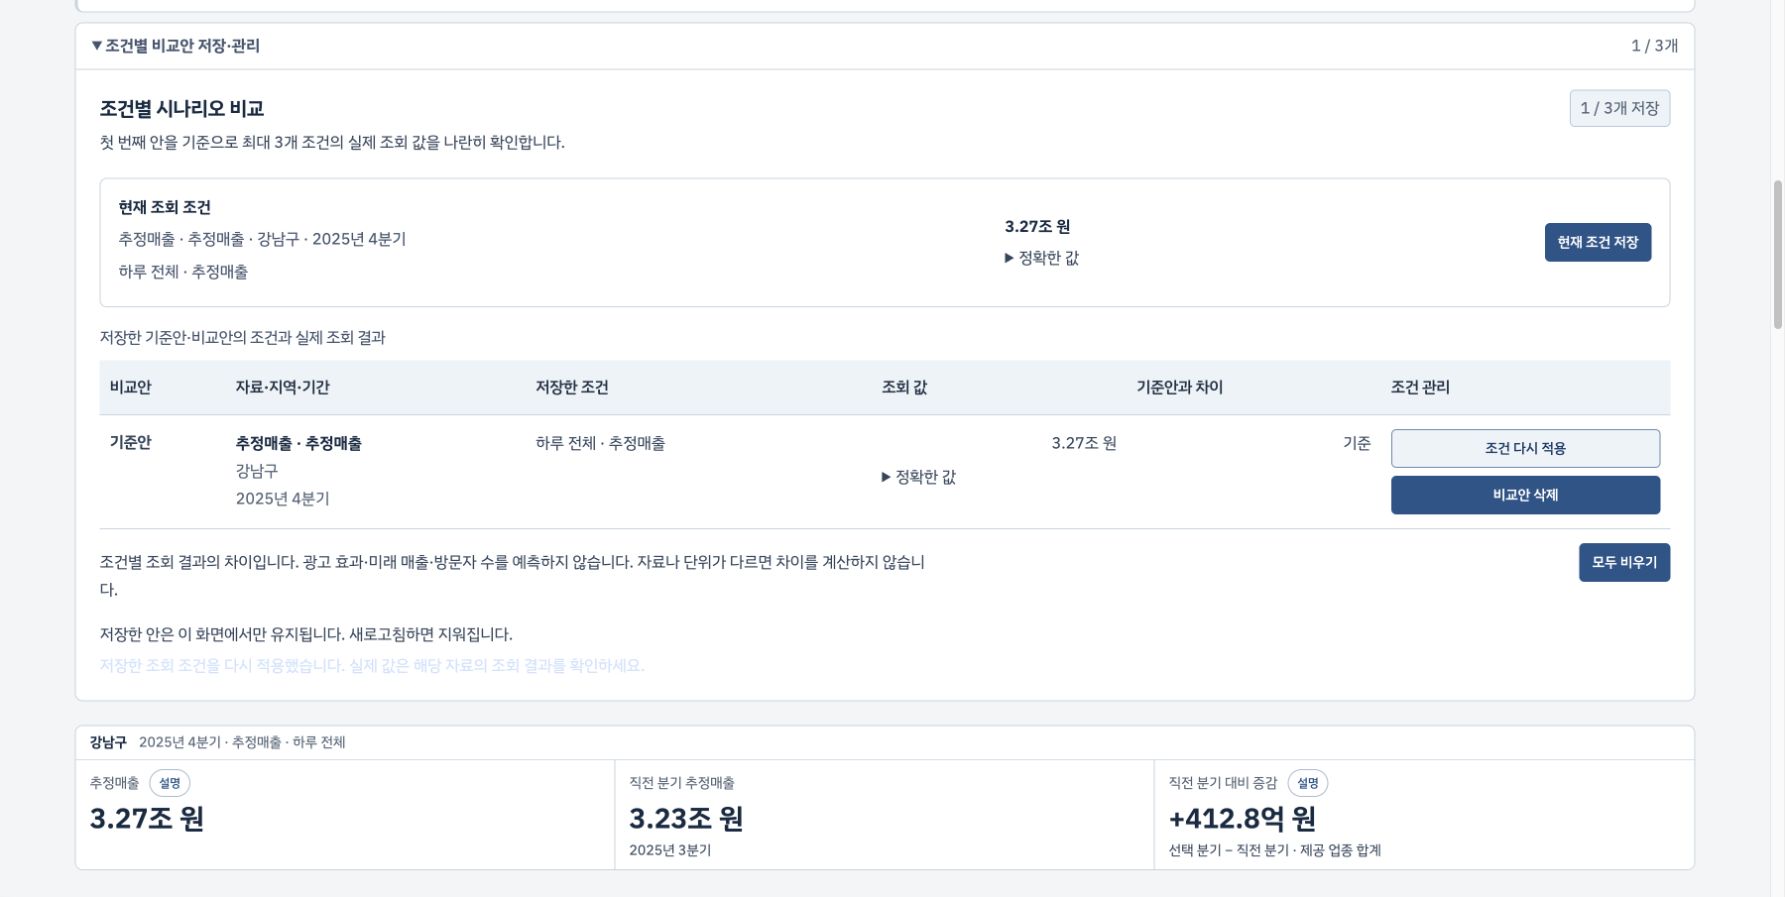 ▼ 조건별 비교안 저장·관리
1 / 3개
조건별 시나리오 비교
1 / 3개 저장
첫 번째 안을 기준으로 최대 3개 조건의 실제 조회 값을 나란히 확인합니다.
현재 조회 조건
추정매출 · 추정매출 · 강남구 · 2025년 4분기
하루 전체 · 추정매출
3.27조 원
▶ 정확한 값
현재 조건 저장
저장한 기준안·비교안의 조건과 실제 조회 결과
비교안 자료·지역·기간 저장한 조건 조회 값 기준안과 차이 조건 관리
기준안
추정매출 · 추정매출
강남구
2025년 4분기
하루 전체 · 추정매출
3.27조 원
▶ 정확한 값
기준
조건 다시 적용
비교안 삭제
조건별 조회 결과의 차이입니다. 광고 효과·미래 매출·방문자 수를 예측하지 않습니다. 자료나 단위가 다르면 차이를 계산하지 않습니
다.
모두 비우기
저장한 안은 이 화면에서만 유지됩니다. 새로고침하면 지워집니다.
저장한 조회 조건을 다시 적용했습니다. 실제 값은 해당 자료의 조회 결과를 확인하세요.
강남구 2025년 4분기 · 추정매출 · 하루 전체
추정매출 설명
3.27조 원
직전 분기 추정매출
3.23조 원
2025년 3분기
직전 분기 대비 증감 설명
+412.8억 원
선택 분기 − 직전 분기 · 제공 업종 합계